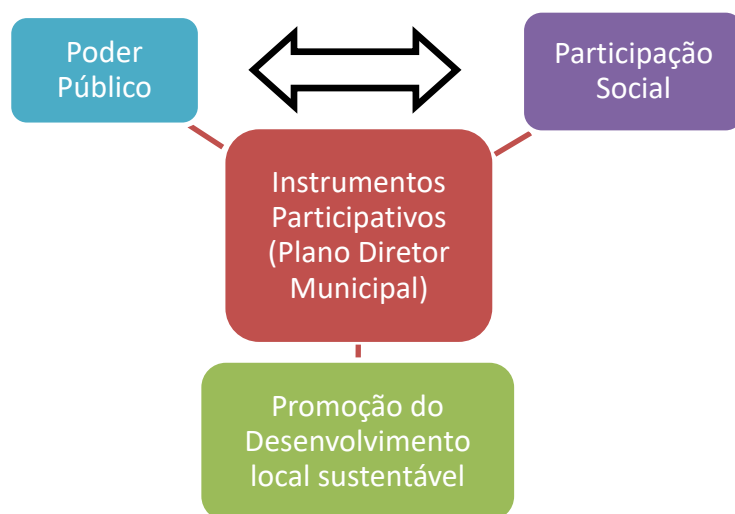 Poder
Público
Participação
Social
Instrumentos
Participativos
(Plano Diretor
Municipal)
Promoção do
Desenvolvimento
local sustentável